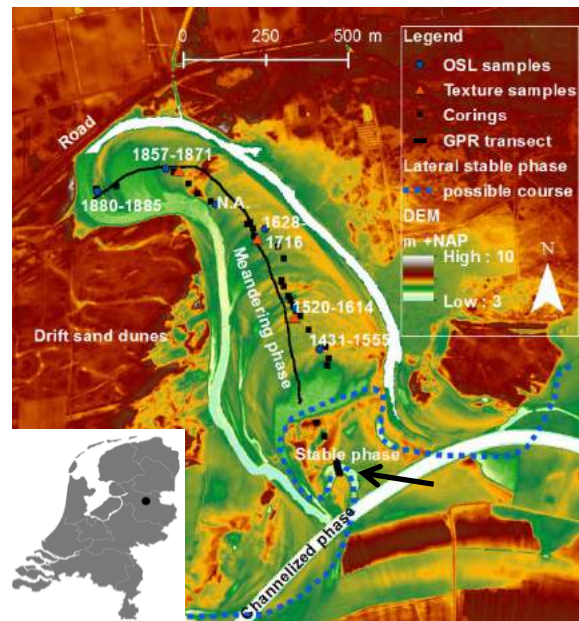 0 250 500 m
Legend
OSL samples
Texture samples
Corings
GPR transect
Lateral stable phase
possible course
DEM
m +NAP
High : 10
Low : 3
N
Road
1857-1871
1880-1885
N.A.
1628-
1716
Meandering phase
1520-1614
1431-1555
Drift sand dunes
Stable phase
Channelized phase